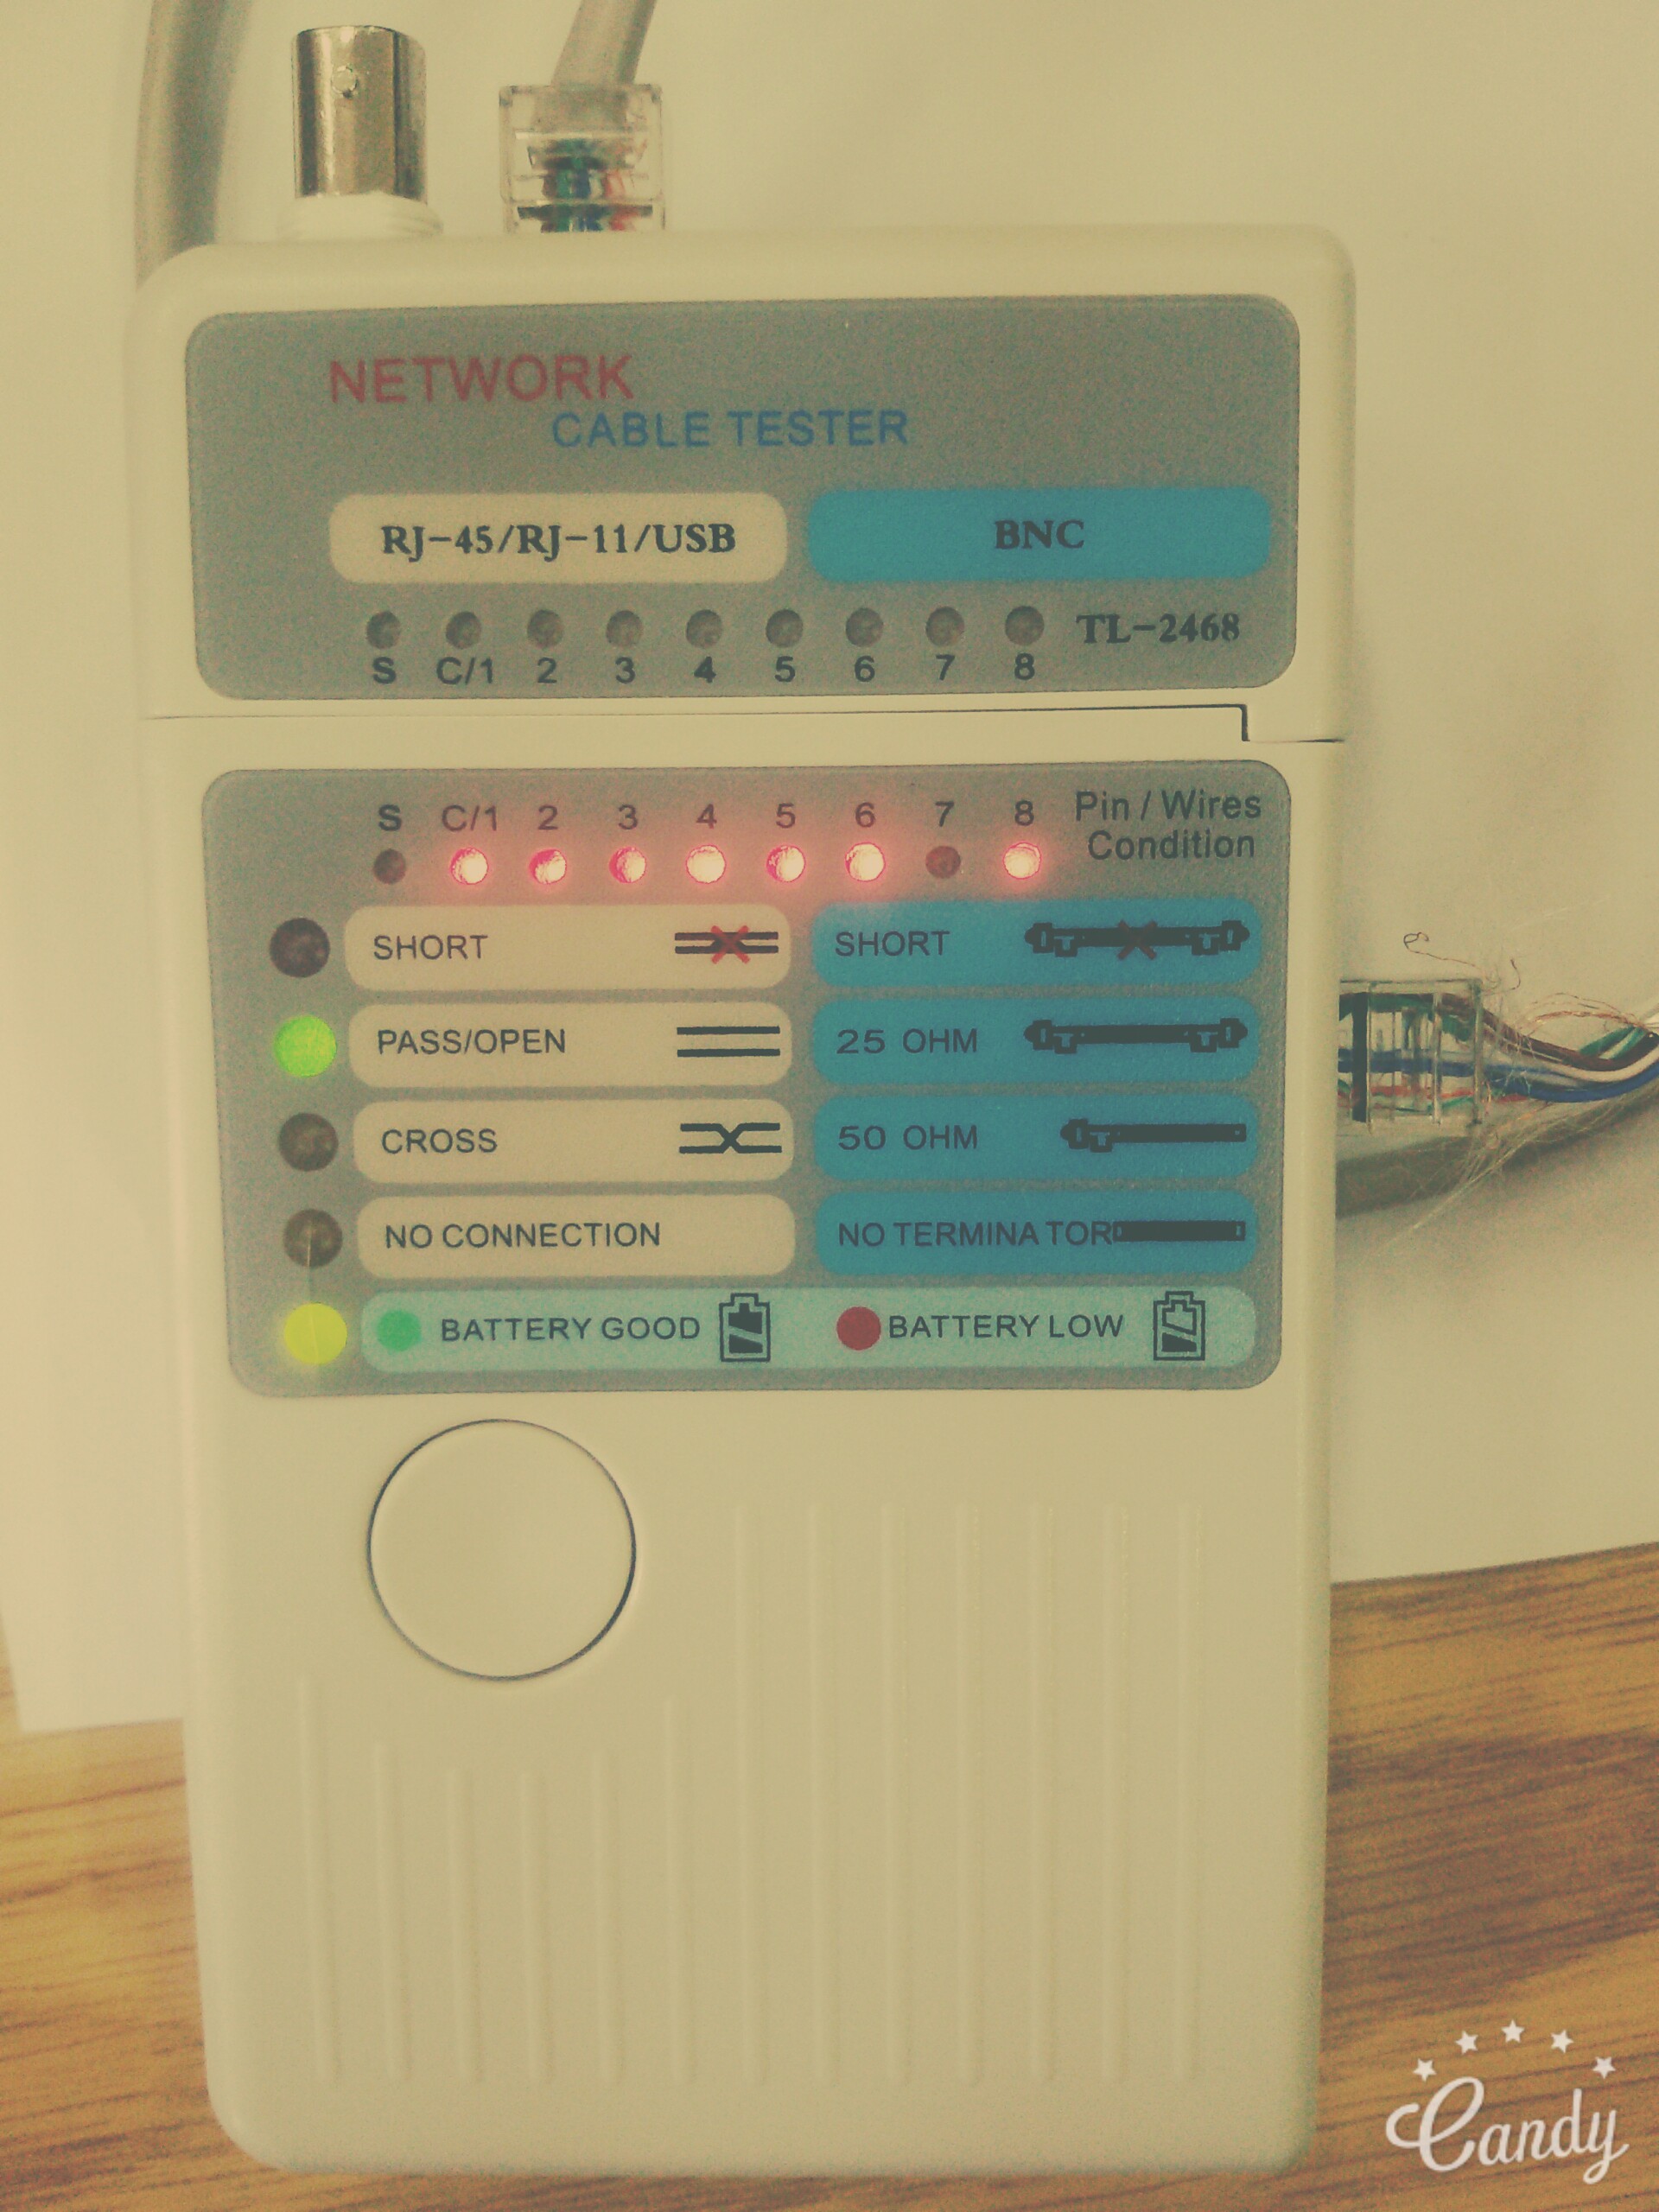 NETWORK
CABLE TESTER
RJ-45/RJ-11/USB
BNC
TL-2468
S C/1 2 3 4 5 6 7 8
S C/1 2 3 4 5 6 7 8
Pin / Wires
Condition
SHORT
SHORT
PASS/OPEN
25 OHM
CROSS
50 OHM
NO CONNECTION
NO TERMINA TOR
BATTERY GOOD
BATTERY LOW
Candy